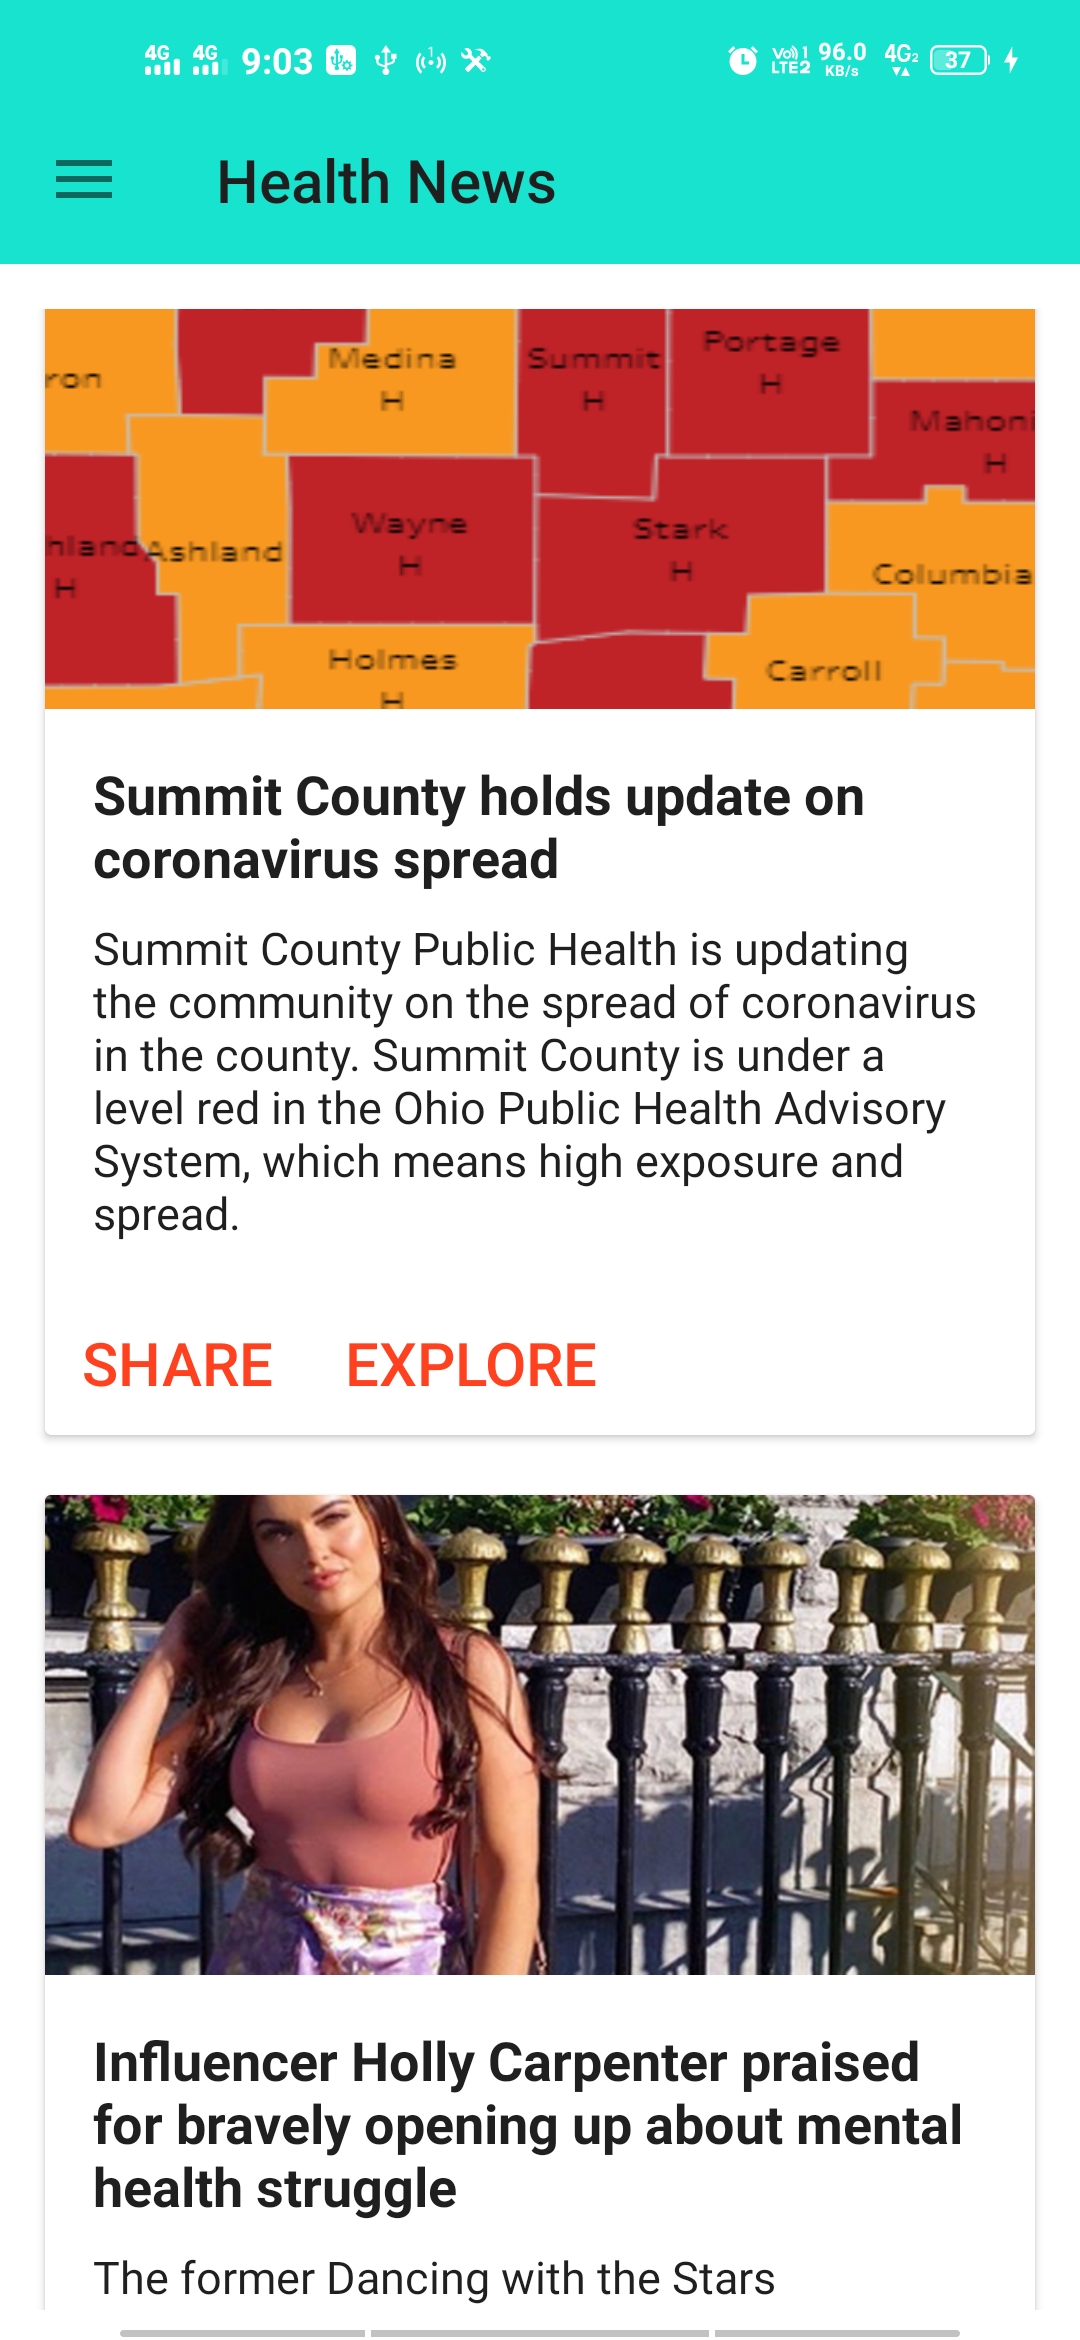 4G 4G 9:03 1 Vo) 1 LTE2 96.0 KB/s 4G2 37
Health News
ron Medina H Summit H Portage H
Mahoni H
hland H Ashland Wayne H Stark H Columbia
Holmes H Carroll
Summit County holds update on
coronavirus spread
Summit County Public Health is updating
the community on the spread of coronavirus
in the county. Summit County is under a
level red in the Ohio Public Health Advisory
System, which means high exposure and
spread.
SHARE EXPLORE
Influencer Holly Carpenter praised
for bravely opening up about mental
health struggle
The former Dancing with the Stars